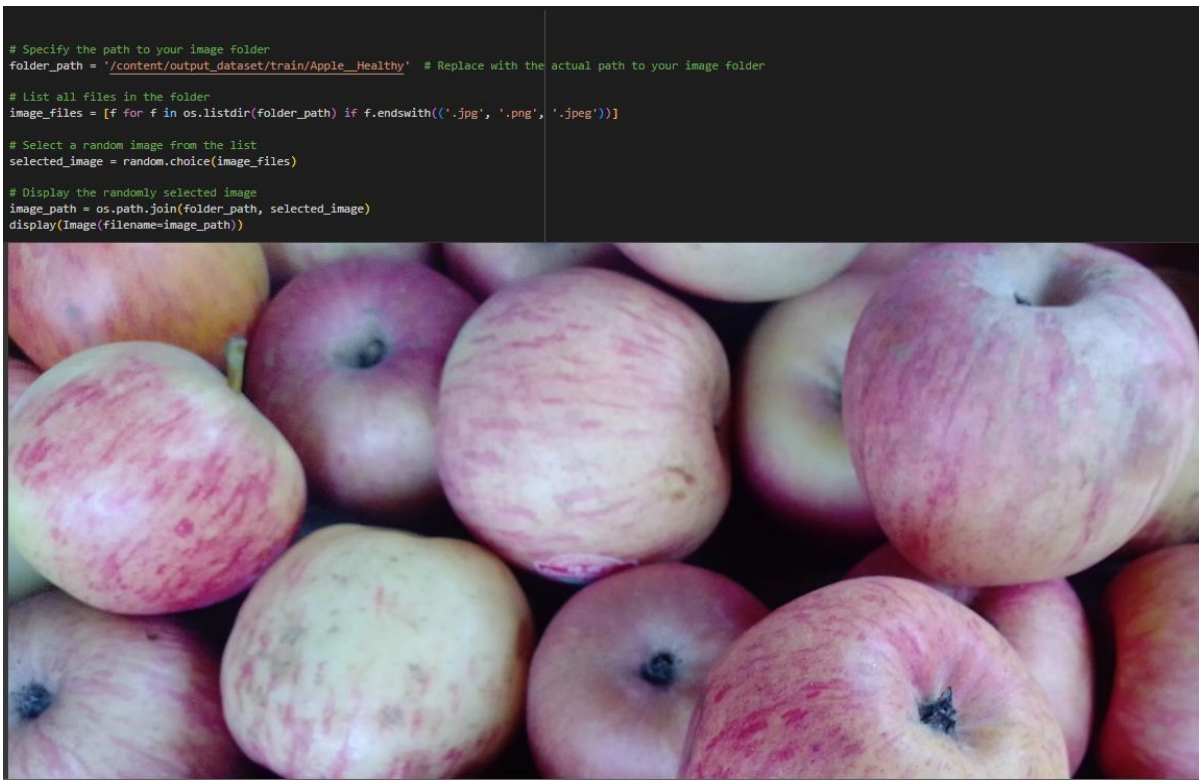 # Specify the path to your image folder
folder_path = '/content/output_dataset/train/Apple__Healthy'  # Replace with the actual path to your image folder
# List all files in the folder
image_files = [f for f in os.listdir(folder_path) if f.endswith(('.jpg', '.png', '.jpeg'))]
# Select a random image from the list
selected_image = random.choice(image_files)
# Display the randomly selected image
image_path = os.path.join(folder_path, selected_image)
display(Image(filename=image_path))